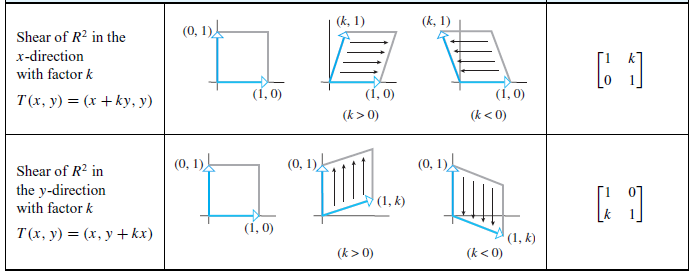 Shear of R² in the
x-direction
with factor k
T(x, y) = (x + ky, y)
(0, 1)
(1, 0)
(k, 1)
(1, 0)
(k > 0)
(k, 1)
(1, 0)
(k < 0)
[1 k]
[0 1]
Shear of R² in
the y-direction
with factor k
T(x, y) = (x, y + kx)
(0, 1)
(1, 0)
(0, 1)
(1, k)
(k > 0)
(0, 1)
(1, k)
(k < 0)
[1 0]
[k 1]